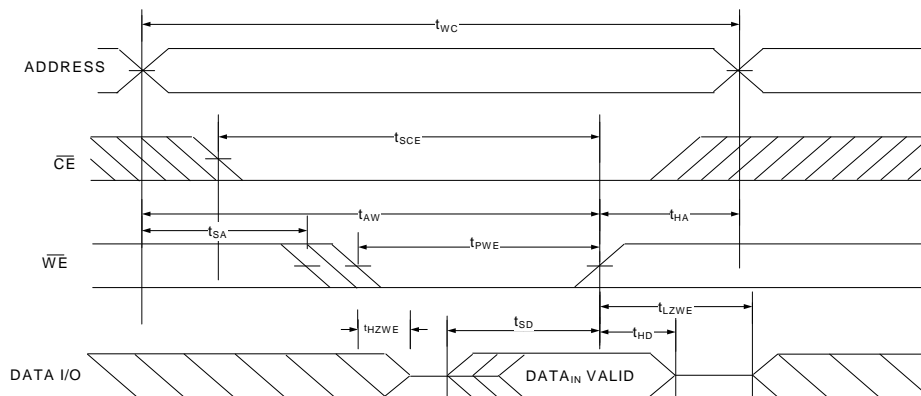 tWC
ADDRESS
tSCE
CE
tAW
tHA
tSA
tPWE
WE
tLZWE
tHZWE
tSD
tHD
DATA I/O
DATAIN VALID